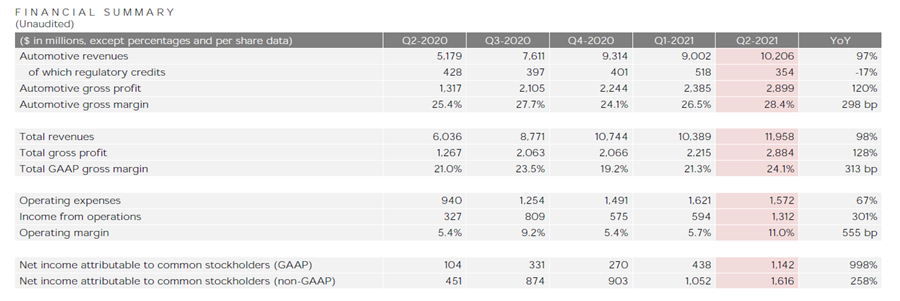 FINANCIAL SUMMARY
(Unaudited)
($ in millions, except percentages and per share data) Q2-2020 Q3-2020 Q4-2020 Q1-2021 Q2-2021 YoY
Automotive revenues 5,179 7,611 9,314 9,002 10,206 97%
of which regulatory credits 428 397 401 518 354 -17%
Automotive gross profit 1,317 2,105 2,244 2,385 2,899 120%
Automotive gross margin 25.4% 27.7% 24.1% 26.5% 28.4% 298 bp
Total revenues 6,036 8,771 10,744 10,389 11,958 98%
Total gross profit 1,267 2,063 2,066 2,215 2,884 128%
Total GAAP gross margin 21.0% 23.5% 19.2% 21.3% 24.1% 313 bp
Operating expenses 940 1,254 1,491 1,621 1,572 67%
Income from operations 327 809 575 594 1,312 301%
Operating margin 5.4% 9.2% 5.4% 5.7% 11.0% 555 bp
Net income attributable to common stockholders (GAAP) 104 331 270 438 1,142 998%
Net income attributable to common stockholders (non-GAAP) 451 874 903 1,052 1,616 258%